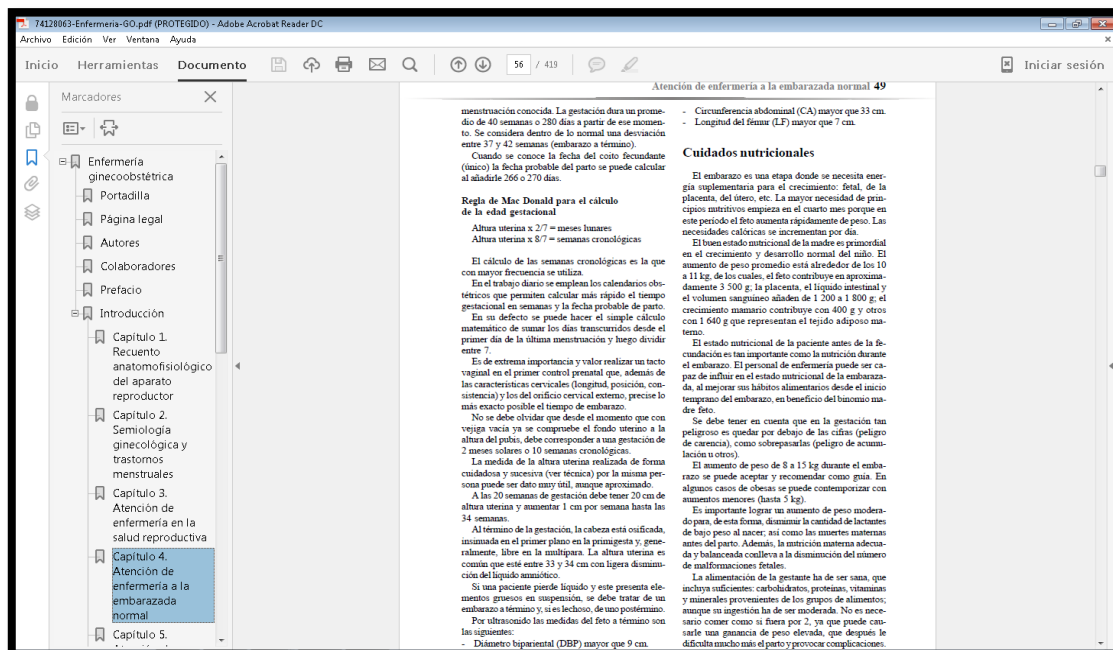 74128063-Enfermeria-GO.pdf (PROTEGIDO) - Adobe Acrobat Reader DC
Archivo Edición Ver Ventana Ayuda
Inicio Herramientas Documento 56 / 419 Iniciar sesión
Marcadores
Enfermería
ginecoobstétrica
Portadilla
Página legal
Autores
Colaboradores
Prefacio
Introducción
Capítulo 1.
Recuento
anatomofisiológico
del aparato
reproductor
Capítulo 2.
Semiología
ginecológica y
trastornos
menstruales
Capítulo 3.
Atención de
enfermería en la
salud reproductiva
Capítulo 4.
Atención de
enfermería a la
embarazada
normal
Capítulo 5.
Atención de enfermería a la embarazada normal 49
menstruación conocida. La gestación dura un prome-
dio de 40 semanas o 280 días a partir de ese momen-
to. Se considera dentro de lo normal una desviación
entre 37 y 42 semanas (embarazo a término).
Cuando se conoce la fecha del coito fecundante
(único) la fecha probable del parto se puede calcular
al añadirle 266 o 270 días.
Regla de Mac Donald para el cálculo
de la edad gestacional
Altura uterina x 2/7 = meses lunares
Altura uterina x 8/7 = semanas cronológicas
El cálculo de las semanas cronológicas es la que
con mayor frecuencia se utiliza.
En el trabajo diario se emplean los calendarios obs-
tétricos que permiten calcular más rápido el tiempo
gestacional en semanas y la fecha probable de parto.
En su defecto se puede hacer el simple cálculo
matemático de sumar los días transcurridos desde el
primer día de la última menstruación y luego dividir
entre 7.
Es de extrema importancia y valor realizar un tacto
vaginal en el primer control prenatal que, además de
las características cervicales (longitud, posición, con-
sistencia) y los del orificio cervical externo, precise lo
más exacto posible el tiempo de embarazo.
No se debe olvidar que desde el momento que con
vejiga vacía ya se compruebe el fondo uterino a la
altura del pubis, debe corresponder a una gestación de
2 meses solares o 10 semanas cronológicas.
La medida de la altura uterina realizada de forma
cuidadosa y sucesiva (ver técnica) por la misma per-
sona puede ser dato muy útil, aunque aproximado.
A las 20 semanas de gestación debe tener 20 cm de
altura uterina y aumentar 1 cm por semana hasta las
34 semanas.
Al término de la gestación, la cabeza está osificada,
insinuada en el primer plano en la primigesta y, gene-
ralmente, libre en la multípara. La altura uterina es
común que esté entre 33 y 34 cm con ligera disminu-
ción del líquido amniótico.
Si una paciente pierde líquido y este presenta ele-
mentos gruesos en suspensión, se debe tratar de un
embarazo a término y, si es lechoso, de uno postérmino.
Por ultrasonido las medidas del feto a término son
las siguientes:
- Diámetro biparietal (DBP) mayor que 9 cm.
- Circunferencia abdominal (CA) mayor que 33 cm.
- Longitud del fémur (LF) mayor que 7 cm.
Cuidados nutricionales
El embarazo es una etapa donde se necesita ener-
gía suplementaria para el crecimiento: fetal, de la
placenta, del útero, etc. La mayor necesidad de prin-
cipios nutritivos empieza en el cuarto mes porque en
este período el feto aumenta rápidamente de peso. Las
necesidades calóricas se incrementan por día.
El buen estado nutricional de la madre es primordial
en el crecimiento y desarrollo normal del niño. El
aumento de peso promedio está alrededor de los 10
a 11 kg, de los cuales, el feto contribuye en aproxima-
damente 3 500 g; la placenta, el líquido intestinal y
el volumen sanguíneo añaden de 1 200 a 1 800 g; el
crecimiento mamario contribuye con 400 g y otros
con 1 640 g que representan el tejido adiposo ma-
terno.
El estado nutricional de la paciente antes de la fe-
cundación es tan importante como la nutrición durante
el embarazo. El personal de enfermería puede ser ca-
paz de influir en el estado nutricional de la embaraza-
da, al mejorar sus hábitos alimentarios desde el inicio
temprano del embarazo, en beneficio del binomio ma-
dre feto.
Se debe tener en cuenta que en la gestación tan
peligroso es quedar por debajo de las cifras (peligro
de carencia), como sobrepasarlas (peligro de acumu-
lación u otros).
El aumento de peso de 8 a 15 kg durante el emba-
razo se puede aceptar y recomendar como guía. En
algunos casos de obesas se puede contemporizar con
aumentos menores (hasta 5 kg).
Es importante lograr un aumento de peso modera-
do para, de esta forma, disminuir la cantidad de lactantes
de bajo peso al nacer; así como las muertes maternas
antes del parto. Además, la nutrición materna adecua-
da y balanceada conlleva a la disminución del número
de malformaciones fetales.
La alimentación de la gestante ha de ser sana, que
incluya suficientes: carbohidratos, proteínas, vitaminas
y minerales provenientes de los grupos de alimentos;
aunque su ingestión ha de ser moderada. No es nece-
sario comer como si fuera por 2, ya que puede cau-
sarle una ganancia de peso elevada, que después le
dificulta mucho más el parto y provocar complicaciones.